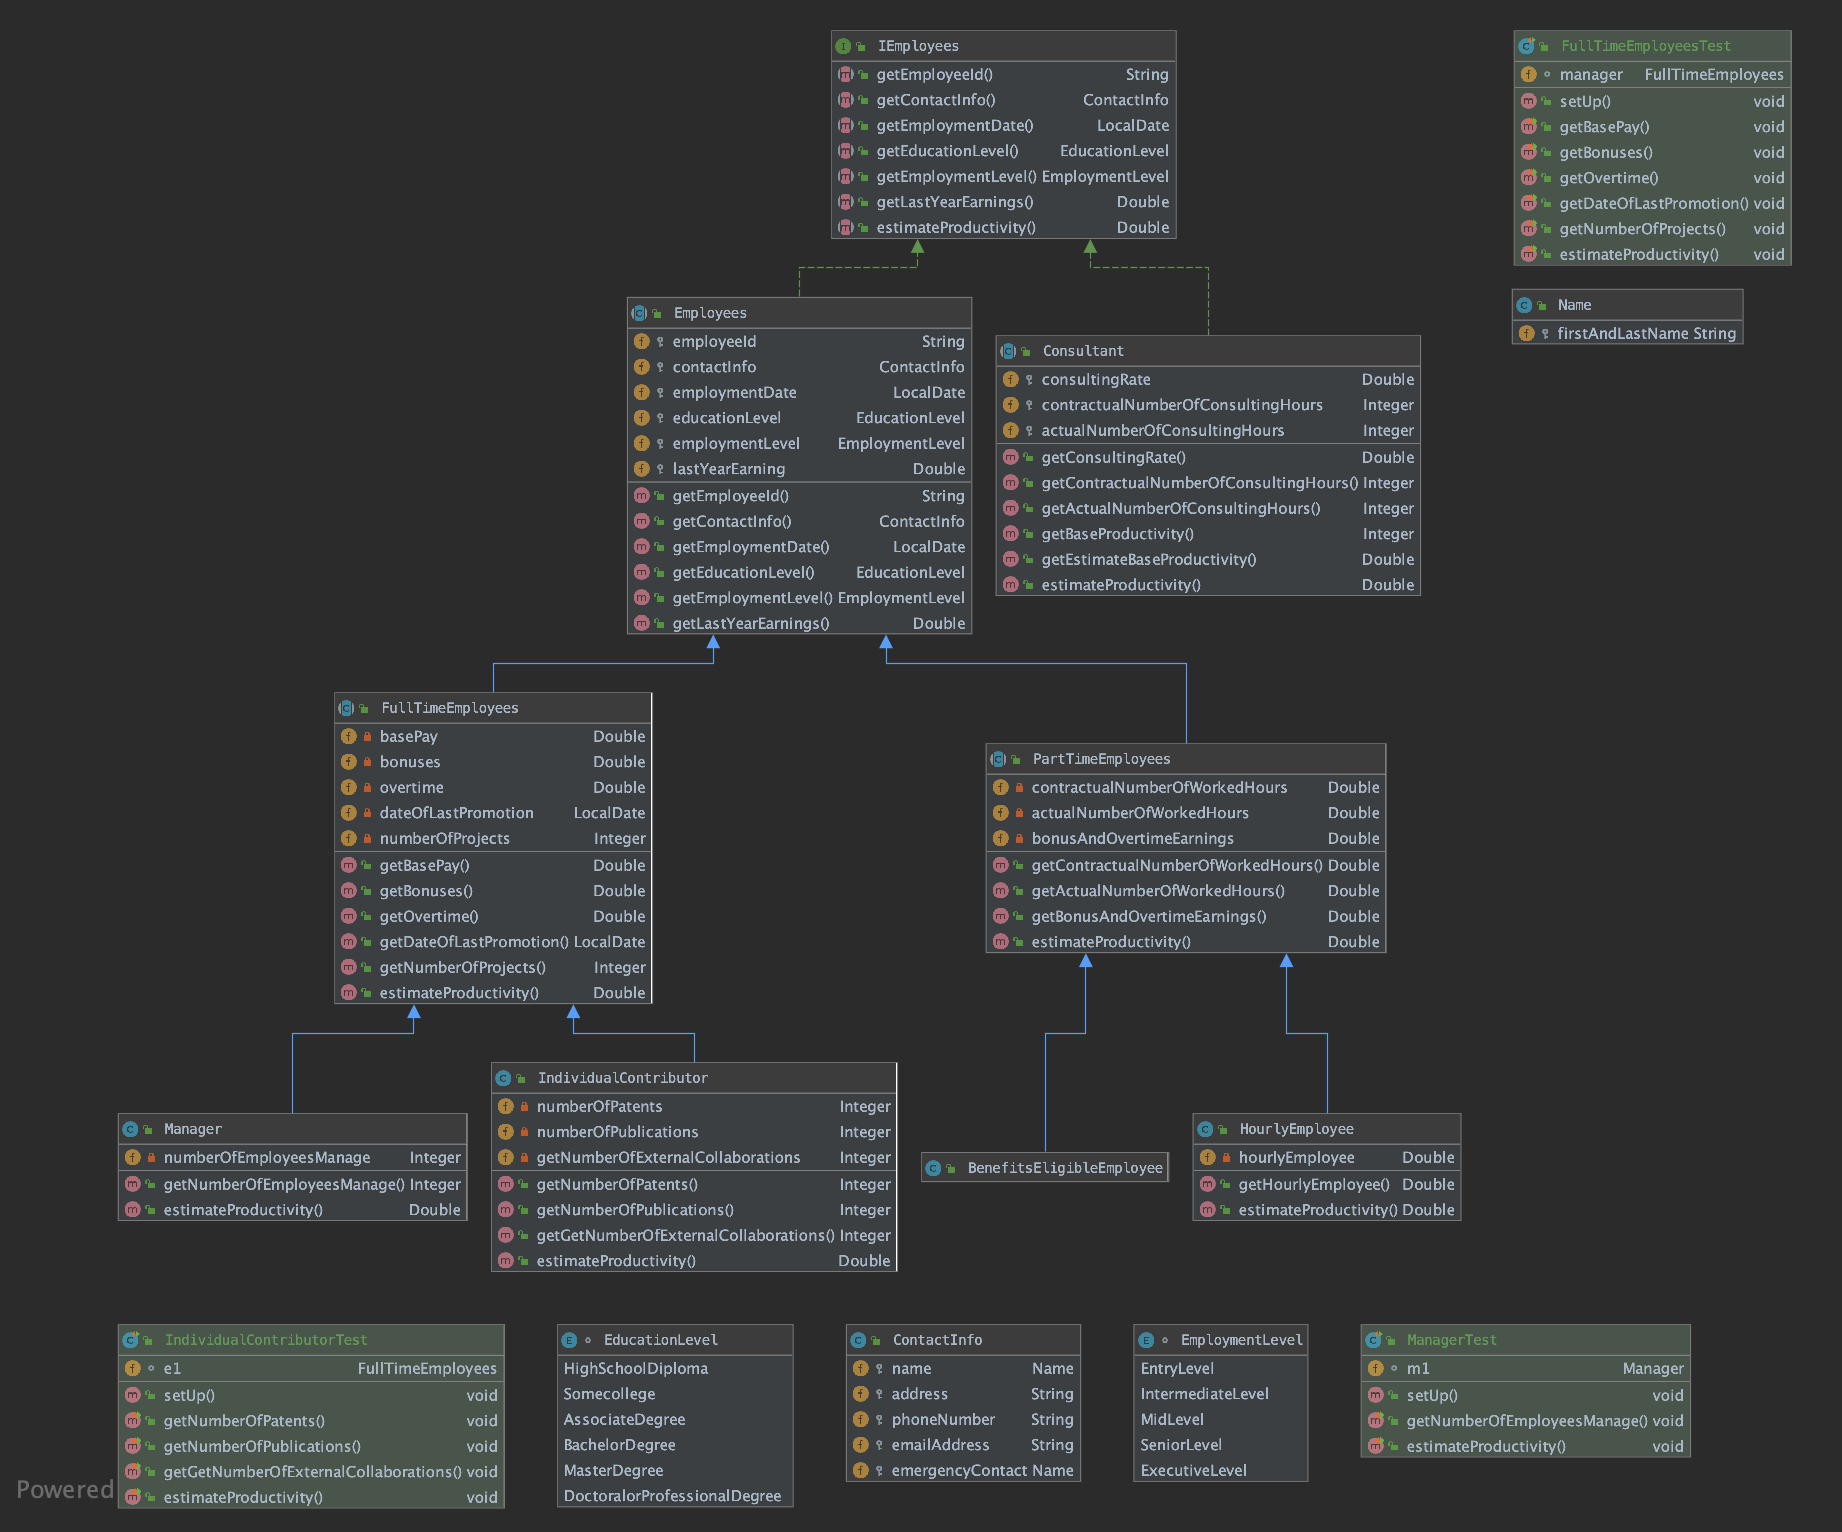 IEmployees
getEmployeeId() String
getContactInfo() ContactInfo
getEmploymentDate() LocalDate
getEducationLevel() EducationLevel
getEmploymentLevel() EmploymentLevel
getLastYearEarnings() Double
estimateProductivity() Double
FullTimeEmployeesTest
manager FullTimeEmployees
setUp() void
getBasePay() void
getBonuses() void
getOvertime() void
getDateOfLastPromotion() void
getNumberOfProjects() void
estimateProductivity() void
Name
firstAndLastName String
Employees
employeeId String
contactInfo ContactInfo
employmentDate LocalDate
educationLevel EducationLevel
employmentLevel EmploymentLevel
lastYearEarning Double
getEmployeeId() String
getContactInfo() ContactInfo
getEmploymentDate() LocalDate
getEducationLevel() EducationLevel
getEmploymentLevel() EmploymentLevel
getLastYearEarnings() Double
Consultant
consultingRate Double
contractualNumberOfConsultingHours Integer
actualNumberOfConsultingHours Integer
getConsultingRate() Double
getContractualNumberOfConsultingHours() Integer
getActualNumberOfConsultingHours() Integer
getBaseProductivity() Integer
getEstimateBaseProductivity() Double
estimateProductivity() Double
FullTimeEmployees
basePay Double
bonuses Double
overtime Double
dateOfLastPromotion LocalDate
numberOfProjects Integer
getBasePay() Double
getBonuses() Double
getOvertime() Double
getDateOfLastPromotion() LocalDate
getNumberOfProjects() Integer
estimateProductivity() Double
PartTimeEmployees
contractualNumberOfWorkedHours Double
actualNumberOfWorkedHours Double
bonusAndOvertimeEarnings Double
getContractualNumberOfWorkedHours() Double
getActualNumberOfWorkedHours() Double
getBonusAndOvertimeEarnings() Double
estimateProductivity() Double
Manager
numberOfEmployeesManage Integer
getNumberOfEmployeesManage() Integer
estimateProductivity() Double
IndividualContributor
numberOfPatents Integer
numberOfPublications Integer
getNumberOfExternalCollaborations Integer
getNumberOfPatents() Integer
getNumberOfPublications() Integer
getGetNumberOfExternalCollaborations() Integer
estimateProductivity() Double
BenefitsEligibleEmployee
HourlyEmployee
hourlyEmployee Double
getHourlyEmployee() Double
estimateProductivity() Double
IndividualContributorTest
e1 FullTimeEmployees
setUp() void
getNumberOfPatents() void
getNumberOfPublications() void
getGetNumberOfExternalCollaborations() void
estimateProductivity() void
EducationLevel
HighSchoolDiploma
Somecollege
AssociateDegree
BachelorDegree
MasterDegree
DoctoralorProfessionalDegree
ContactInfo
name Name
address String
phoneNumber String
emailAddress String
emergencyContact Name
EmploymentLevel
EntryLevel
IntermediateLevel
MidLevel
SeniorLevel
ExecutiveLevel
ManagerTest
m1 Manager
setUp() void
getNumberOfEmployeesManage() void
estimateProductivity() void
Powered